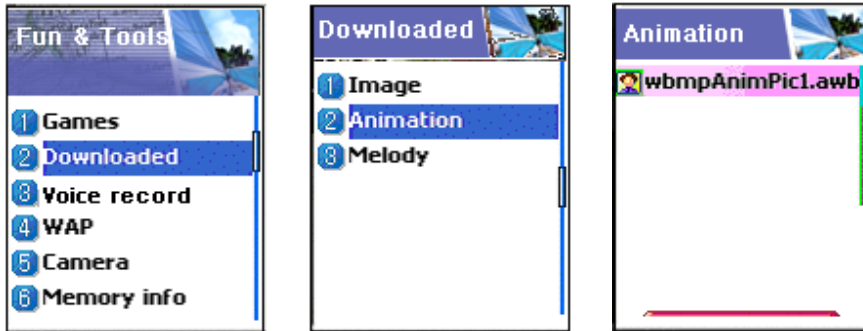 Fun & Tools
1 Games
2 Downloaded
3 Voice record
4 WAP
5 Camera
6 Memory info
Downloaded
1 Image
2 Animation
3 Melody
Animation
wbmpAnimPic1.awb